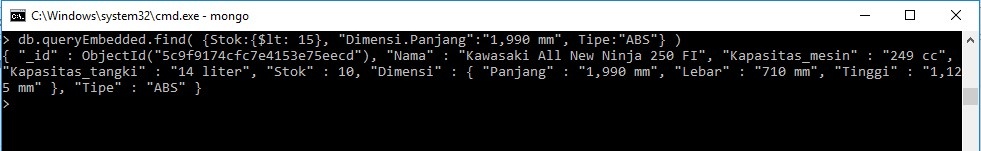 C:\Windows\system32\cmd.exe - mongo
> db.queryEmbedded.find( {Stok:{$lt: 15}, "Dimensi.Panjang":"1,990 mm", Tipe:"ABS"} )
{ "_id" : ObjectId("5c9f9174cfc7e4153e75eecd"), "Nama" : "Kawasaki All New Ninja 250 FI", "Kapasitas_mesin" : "249 cc",
"Kapasitas_tangki" : "14 liter", "Stok" : 10, "Dimensi" : { "Panjang" : "1,990 mm", "Lebar" : "710 mm", "Tinggi" : "1,12
5 mm" }, "Tipe" : "ABS" }
>